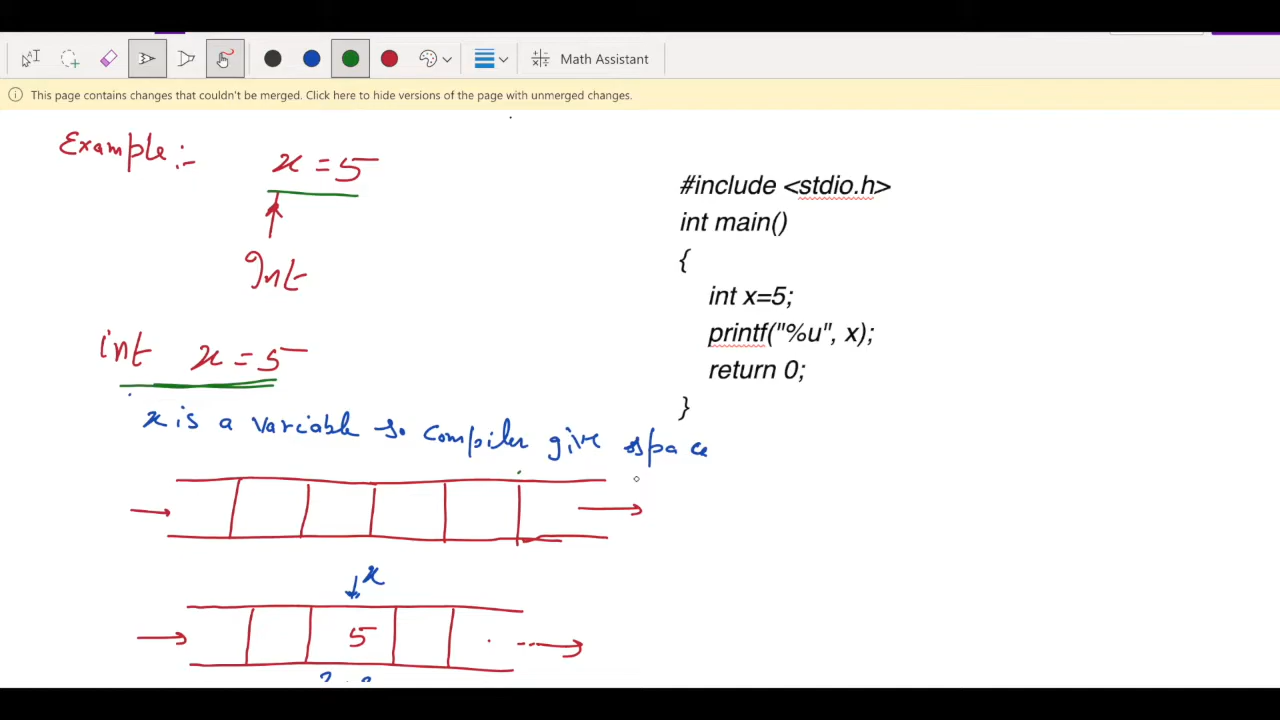 Math Assistant
This page contains changes that couldn't be merged. Click here to hide versions of the page with unmerged changes.
Example:-
x = 5
Int
int x = 5
x is a variable so compiler give space
x
5
#include <stdio.h>
int main()
{
int x=5;
printf("%u", x);
return 0;
}